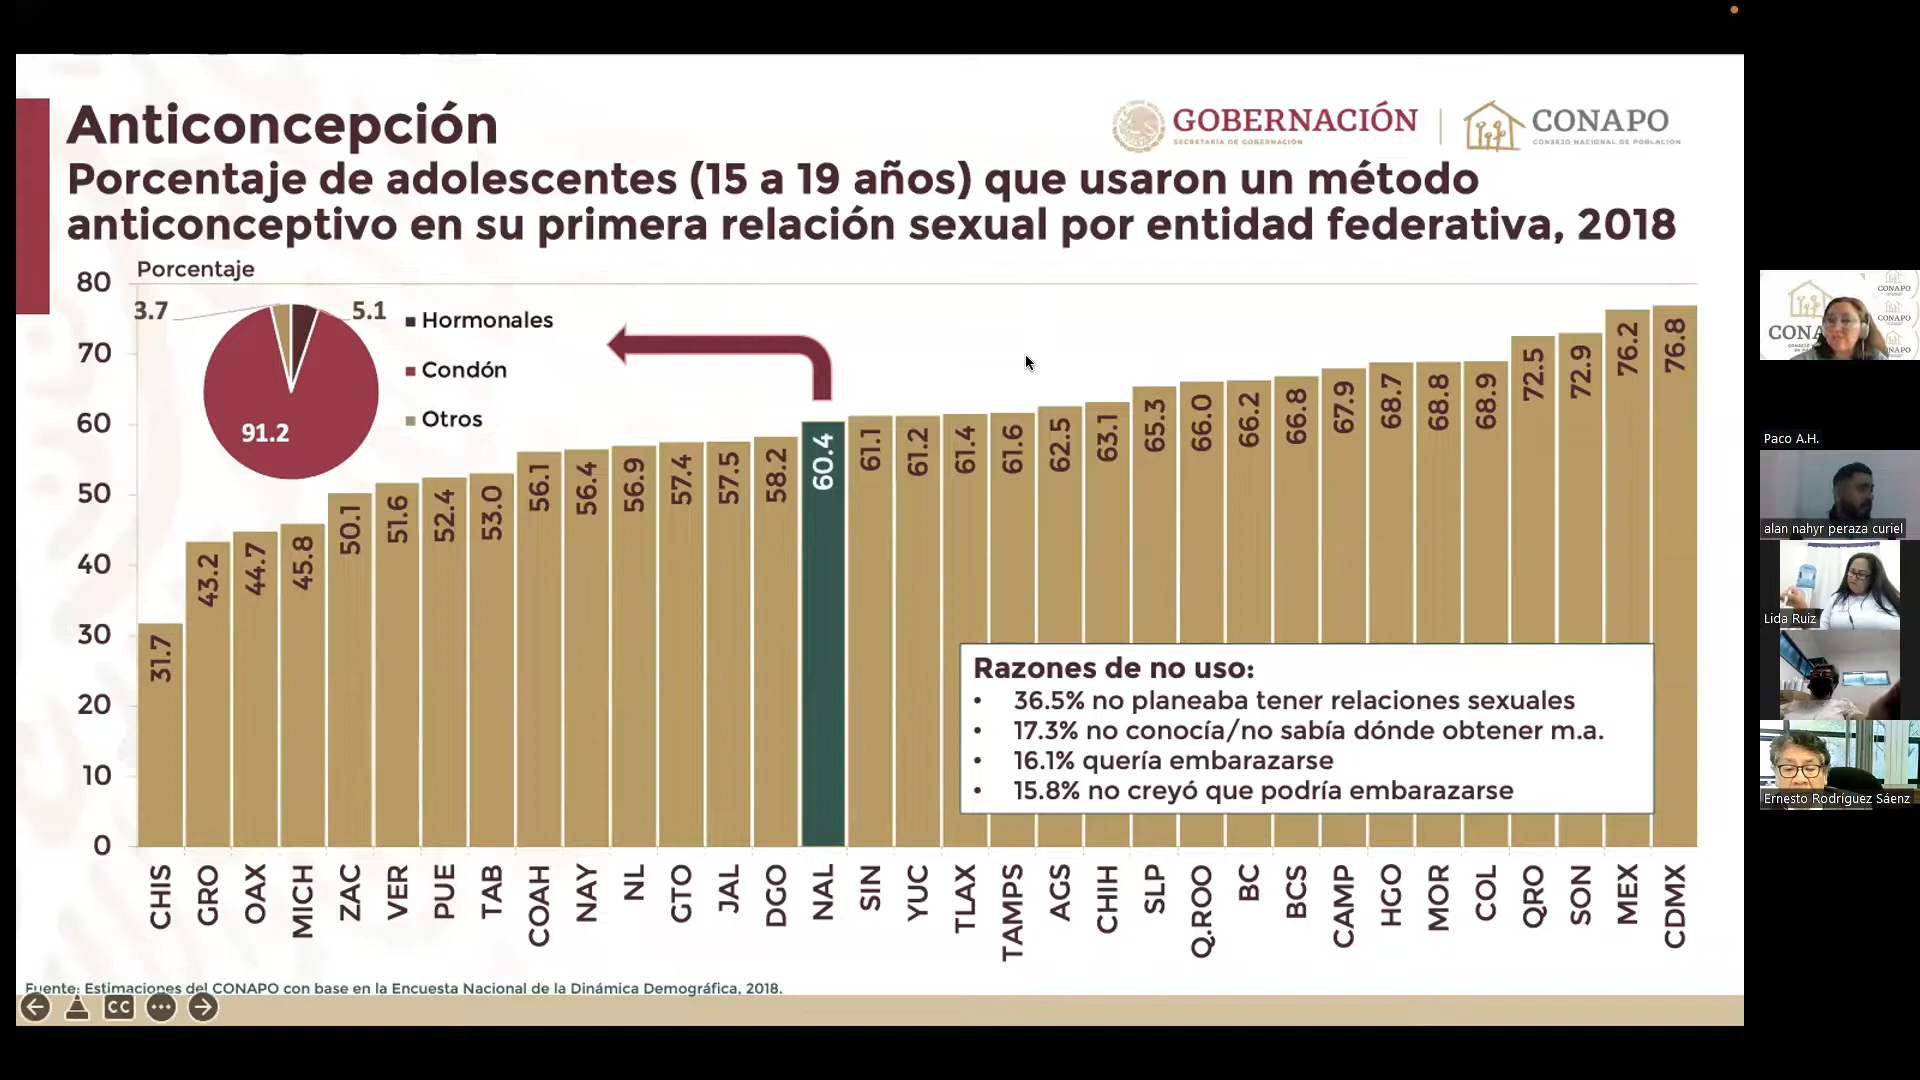 Anticoncepción
Porcentaje de adolescentes (15 a 19 años) que usaron un método
anticonceptivo en su primera relación sexual por entidad federativa, 2018
GOBERNACIÓN
SECRETARÍA DE GOBERNACIÓN
CONAPO
CONSEJO NACIONAL DE POBLACIÓN
Porcentaje
80
70
60
50
40
30
20
10
0
3.7
5.1
91.2
Hormonales
Condón
Otros
31.7
43.2
44.7
45.8
50.1
51.6
52.4
53.0
56.1
56.4
56.9
57.4
57.5
58.2
60.4
61.1
61.2
61.4
61.6
62.5
63.1
65.3
66.0
66.2
66.8
67.9
68.7
68.8
68.9
72.5
72.9
76.2
76.8
Razones de no uso:
• 36.5% no planeaba tener relaciones sexuales
• 17.3% no conocía/no sabía dónde obtener m.a.
• 16.1% quería embarazarse
• 15.8% no creyó que podría embarazarse
CHIS
GRO
OAX
MICH
ZAC
VER
PUE
TAB
COAH
NAY
NL
GTO
JAL
DGO
NAL
SIN
YUC
TLAX
TAMPS
AGS
CHIH
SLP
Q.ROO
BC
BCS
CAMP
HGO
MOR
COL
QRO
SON
MEX
CDMX
Fuente: Estimaciones del CONAPO con base en la Encuesta Nacional de la Dinámica Demográfica, 2018.
CC
CONAPO
CONAPO
Paco A.H.
alan nahyr peraza curiel
Lida Ruiz
Ernesto Rodríguez Sáenz